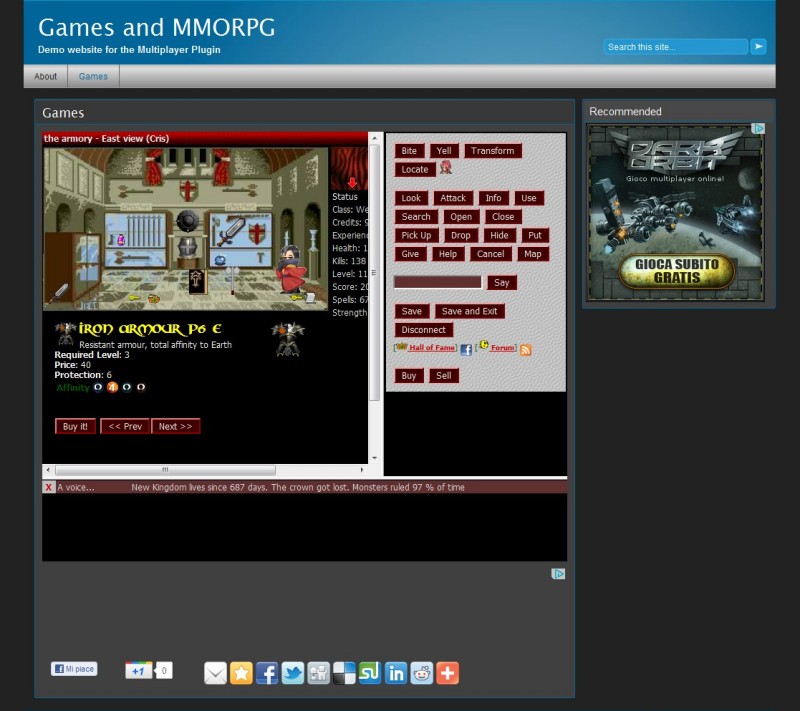 Games and MMORPG
Demo website for the Multiplayer Plugin
Search this site...
About Games
Games
the armory - East view (Cris)
Status
Class: We
Credits: 9
Experienc
Health: 1
Kills: 138
Level: 11
Score: 20
Spells: 67
Strength
IRON ARMOUR P6 E
Resistant armour, total affinity to Earth
Required Level: 3
Price: 40
Protection: 6
Affinity 0 4 0 0
Buy it! << Prev Next >>
Bite Yell Transform
Locate
Look Attack Info Use
Search Open Close
Pick Up Drop Hide Put
Give Help Cancel Map
Say
Save Save and Exit
Disconnect
[Hall of Fame] [Forum]
Buy Sell
X A voice... New Kingdom lives since 687 days. The crown got lost. Monsters ruled 97 % of time
Recommended
DARK ORBIT
Gioco multiplayer online!
GIOCA SUBITO
GRATIS
Mi piace +1 0